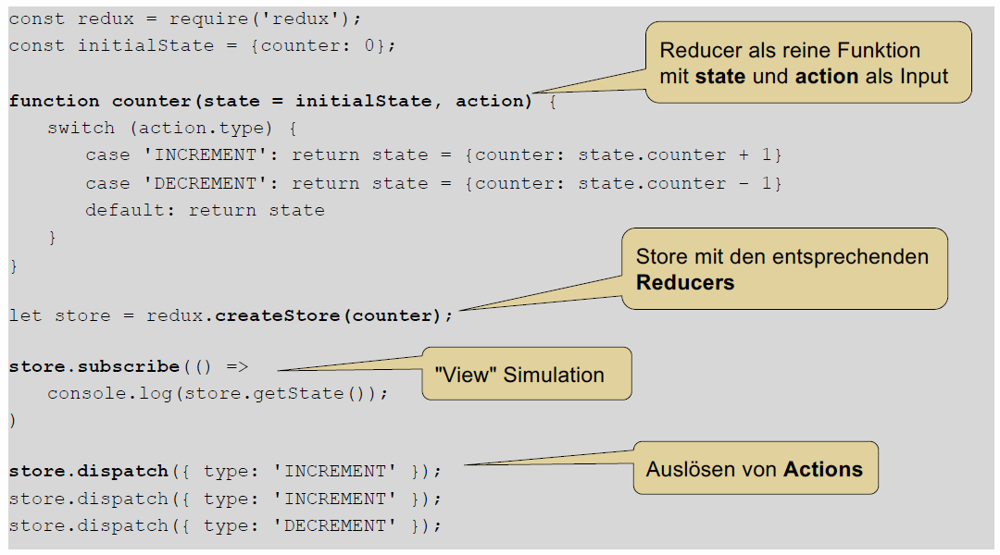 const redux = require('redux');
const initialState = {counter: 0};
Reducer als reine Funktion
mit state und action als Input
function counter(state = initialState, action) {
switch (action.type) {
case 'INCREMENT': return state = {counter: state.counter + 1}
case 'DECREMENT': return state = {counter: state.counter - 1}
default: return state
}
}
Store mit den entsprechenden
Reducers
let store = redux.createStore(counter);
store.subscribe(() =>
"View" Simulation
console.log(store.getState());
)
store.dispatch({ type: 'INCREMENT' });
Auslösen von Actions
store.dispatch({ type: 'INCREMENT' });
store.dispatch({ type: 'DECREMENT' });